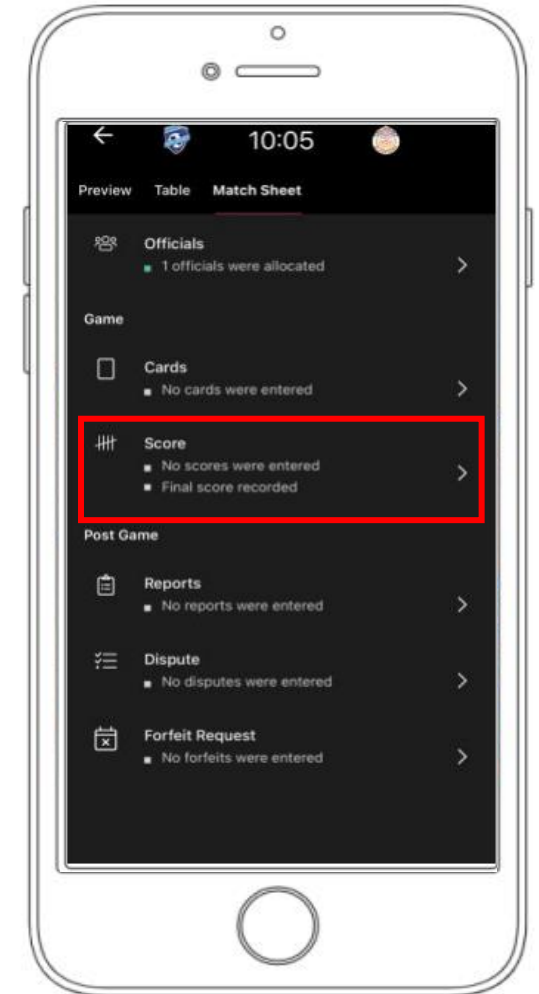 10:05
Preview Table Match Sheet
Officials
1 officials were allocated
Game
Cards
No cards were entered
Score
No scores were entered
Final score recorded
Post Game
Reports
No reports were entered
Dispute
No disputes were entered
Forfeit Request
No forfeits were entered